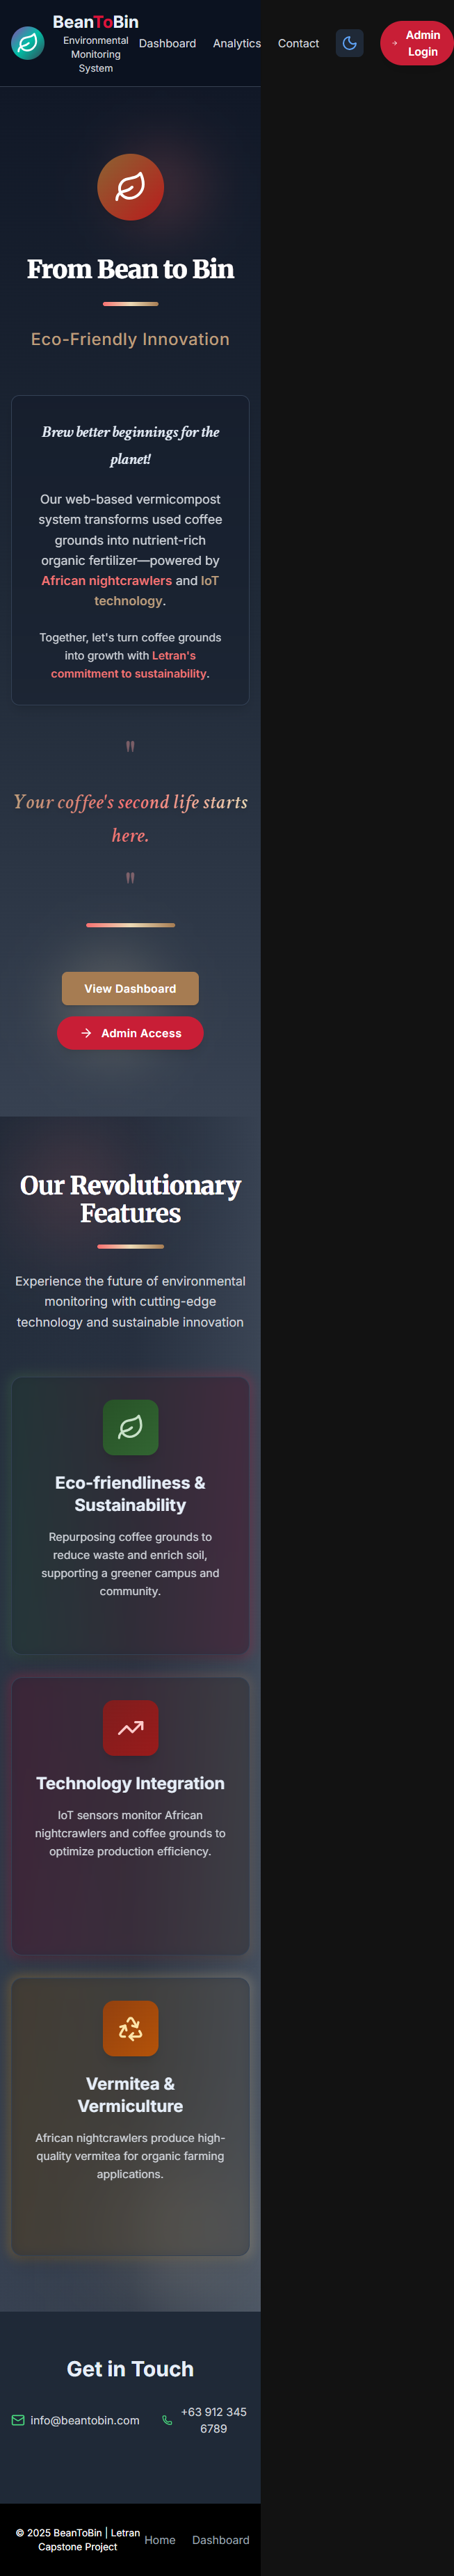 BeanToBin
Environmental
Monitoring
System
Dashboard
Analytics
Contact
Admin
Login
From Bean to Bin
Eco-Friendly Innovation
Brew better beginnings for the
planet!
Our web-based vermicompost
system transforms used coffee
grounds into nutrient-rich
organic fertilizer—powered by
African nightcrawlers and IoT
technology.
Together, let's turn coffee grounds
into growth with Letran's
commitment to sustainability.
"
Your coffee's second life starts
here.
"
View Dashboard
Admin Access
Our Revolutionary
Features
Experience the future of environmental
monitoring with cutting-edge
technology and sustainable innovation
Eco-friendliness &
Sustainability
Repurposing coffee grounds to
reduce waste and enrich soil,
supporting a greener campus and
community.
Technology Integration
IoT sensors monitor African
nightcrawlers and coffee grounds to
optimize production efficiency.
Vermitea &
Vermiculture
African nightcrawlers produce high-
quality vermitea for organic farming
applications.
Get in Touch
info@beantobin.com
+63 912 345
6789
© 2025 BeanToBin | Letran
Capstone Project
Home
Dashboard